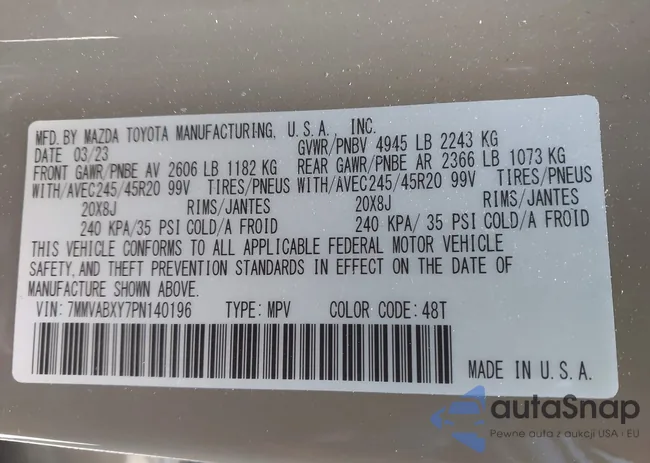 MFD. BY MAZDA TOYOTA MANUFACTURING, U.S.A., INC.
DATE 03/23 GVWR/PNBV 4945 LB 2243 KG
FRONT GAWR/PNBE AV 2606 LB 1182 KG REAR GAWR/PNBE AR 2366 LB 1073 KG
WITH/AVEC245/45R20 99V TIRES/PNEUS WITH/AVEC245/45R20 99V TIRES/PNEUS
20X8J RIMS/JANTES 20X8J RIMS/JANTES
240 KPA/35 PSI COLD/A FROID 240 KPA/ 35 PSI COLD/A FROID
THIS VEHICLE CONFORMS TO ALL APPLICABLE FEDERAL MOTOR VEHICLE
SAFETY, AND THEFT PREVENTION STANDARDS IN EFFECT ON THE DATE OF
MANUFACTURE SHOWN ABOVE.
VIN: 7MMVABXY7PN140196 TYPE: MPV COLOR CODE: 48T
MADE IN U.S.A.
autaSnap
Pewne auta z aukcji USA i EU